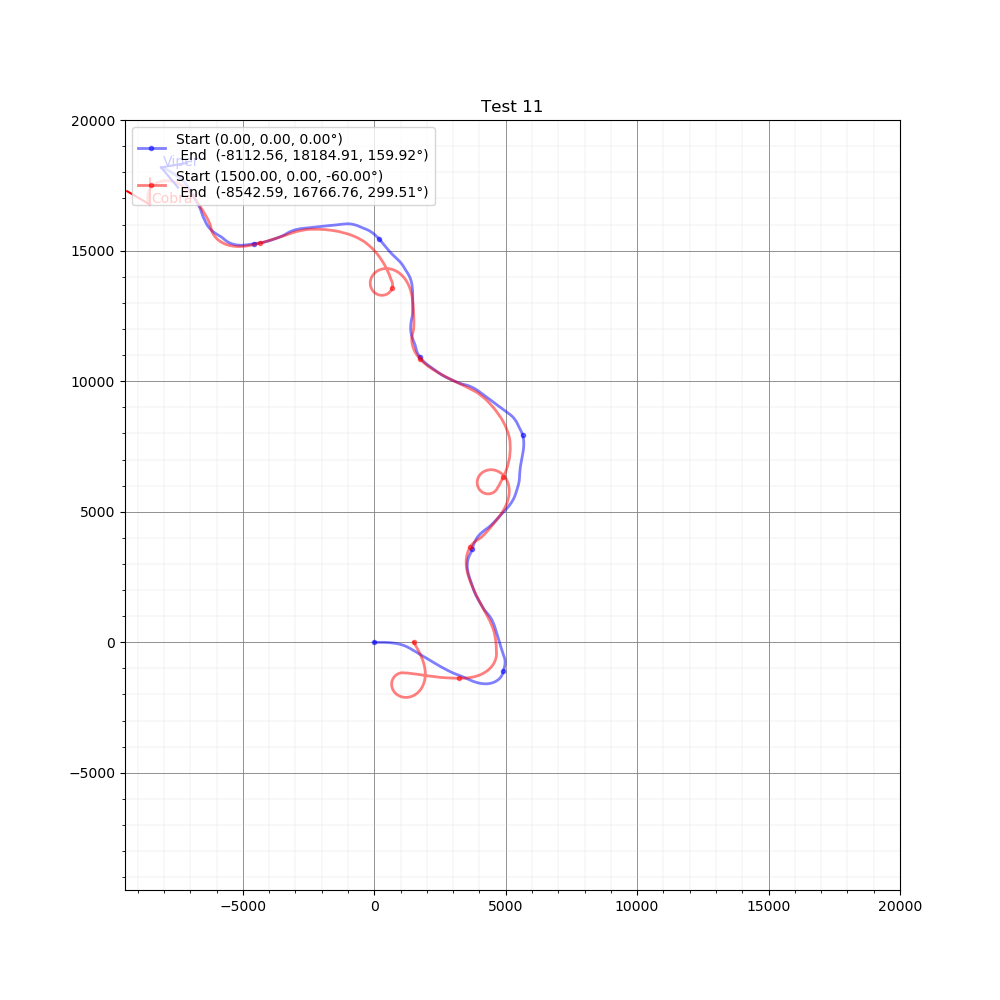 Test 11
20000
Start (0.00, 0.00, 0.00°)
End (-8112.56, 18184.91, 159.92°)
Viper
Start (1500.00, 0.00, -60.00°)
End (-8542.59, 16766.76, 299.51°)
Cobra
15000
10000
5000
0
−5000
−5000
0
5000
10000
15000
20000